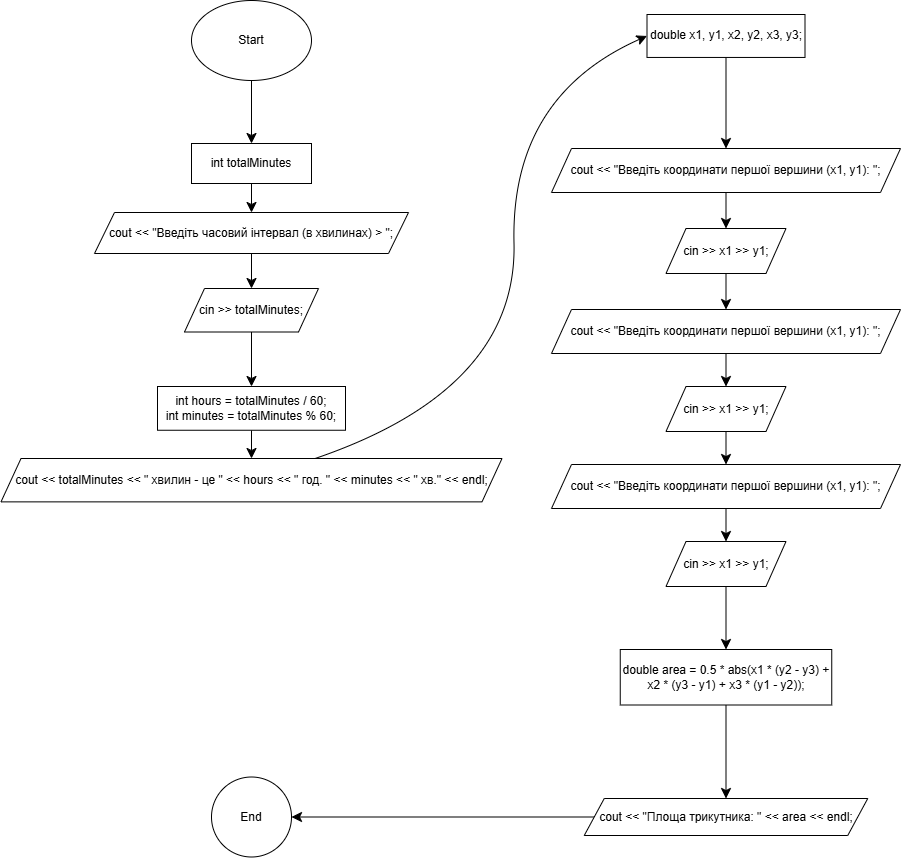 Start
int totalMinutes
cout << "Введіть часовий інтервал (в хвилинах) > ";
cin >> totalMinutes;
int hours = totalMinutes / 60;
int minutes = totalMinutes % 60;
cout << totalMinutes << " хвилин - це " << hours << " год. " << minutes << " хв." << endl;
double x1, y1, x2, y2, x3, y3;
cout << "Введіть координати першої вершини (x1, y1): ";
cin >> x1 >> y1;
cout << "Введіть координати першої вершини (x1, y1): ";
cin >> x1 >> y1;
cout << "Введіть координати першої вершини (x1, y1): ";
cin >> x1 >> y1;
double area = 0.5 * abs(x1 * (y2 - y3) +
x2 * (y3 - y1) + x3 * (y1 - y2));
cout << "Площа трикутника: " << area << endl;
End